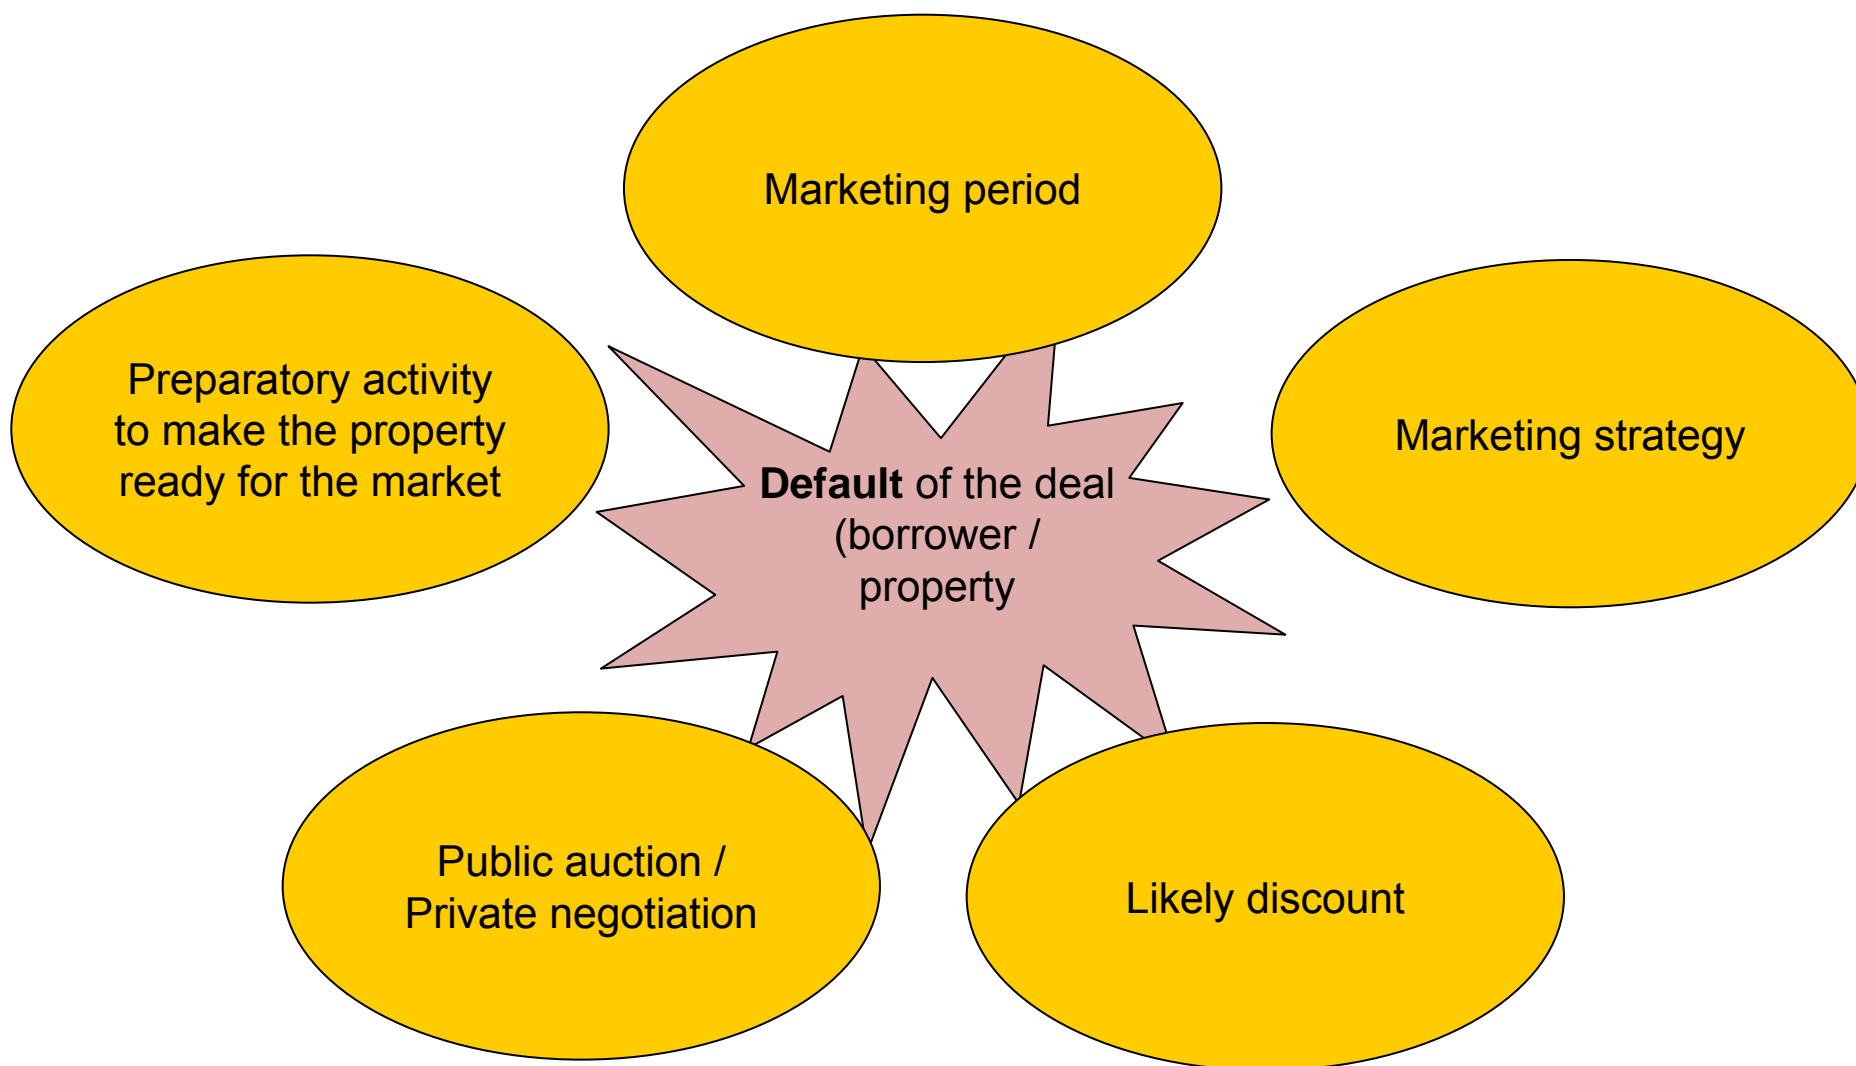 Marketing period
Preparatory activity
to make the property
ready for the market
Marketing strategy
Default of the deal
(borrower /
property
Public auction /
Private negotiation
Likely discount